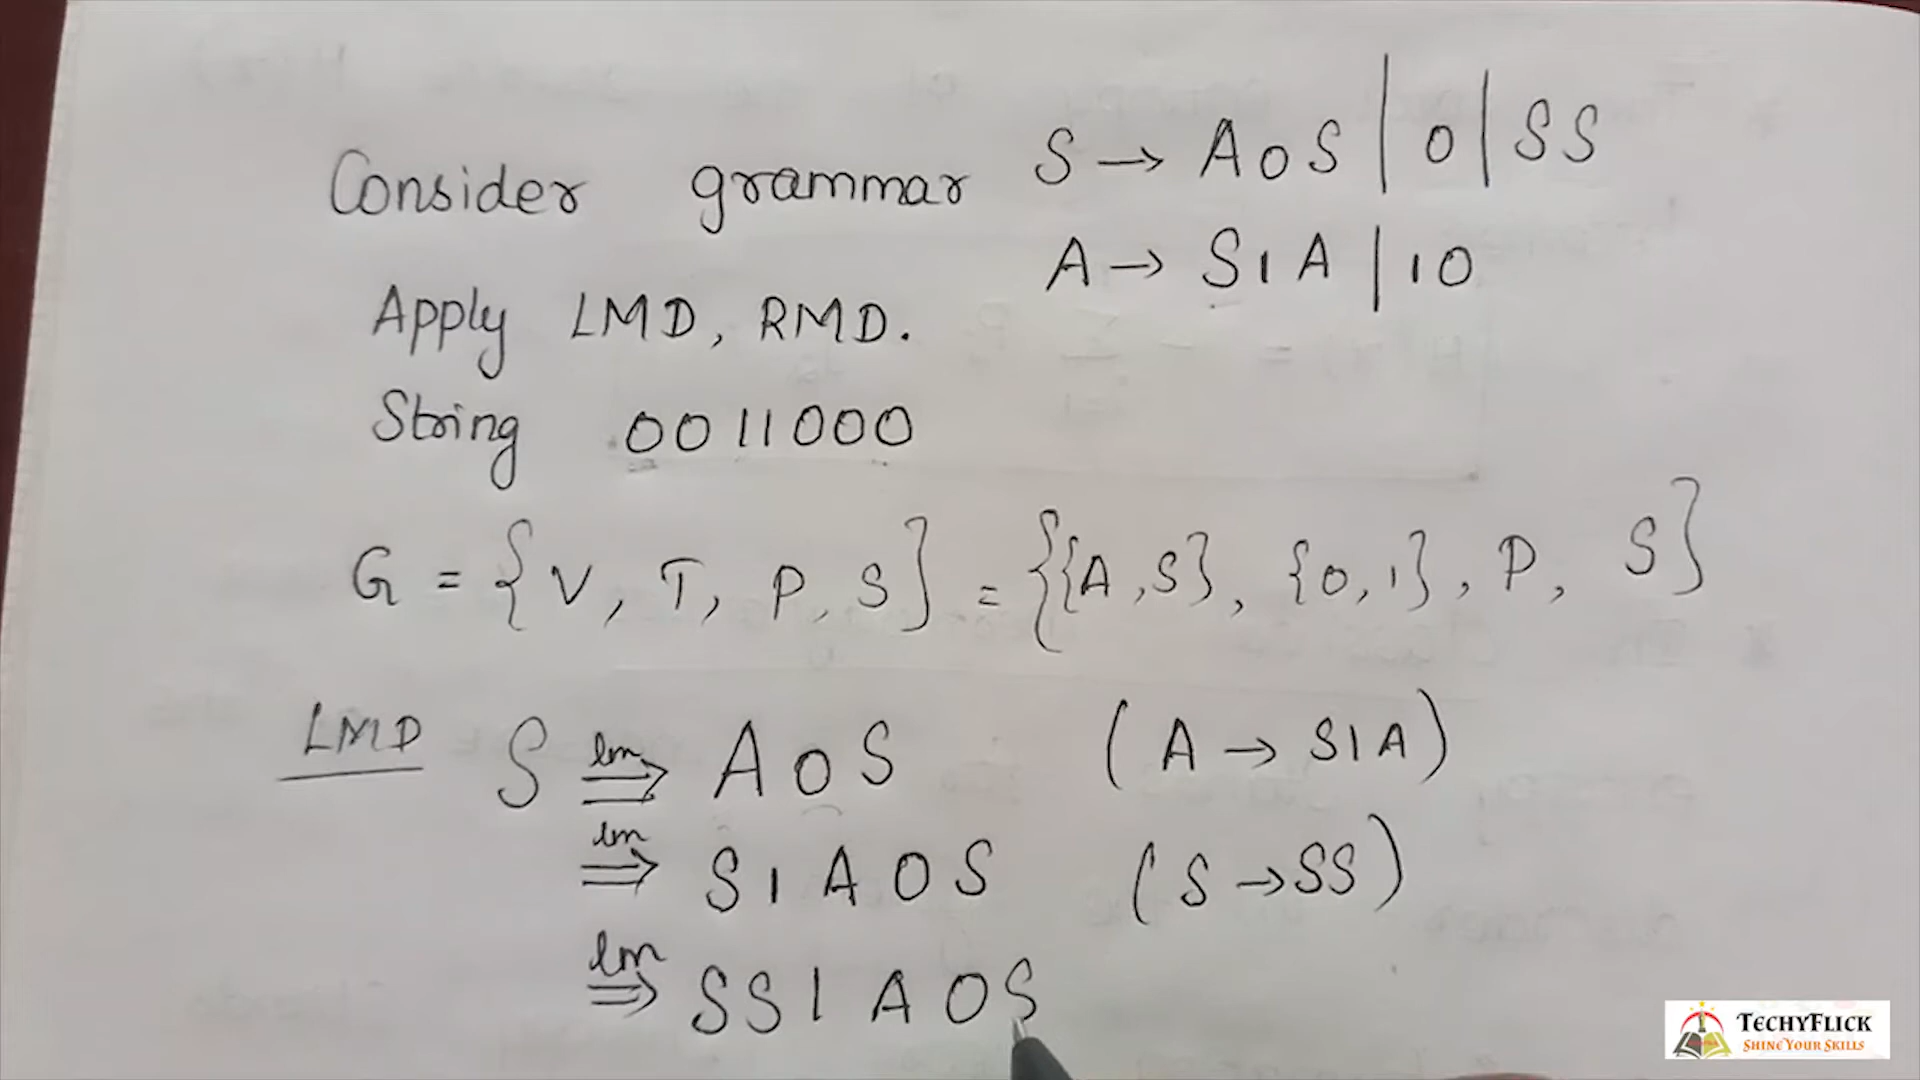 Consider grammar S → A0S | 0 | SS
A → S1A | 10
Apply LMD, RMD.
String 0011000
G = {V, T, P, S} = {{A, S}, {0, 1}, P, S}
LMD S lm⇒ A0S (A → S1A)
lm⇒ S1A0S (S → SS)
lm⇒ SS1A0S
TECHYFLICK
SHINE YOUR SKILLS